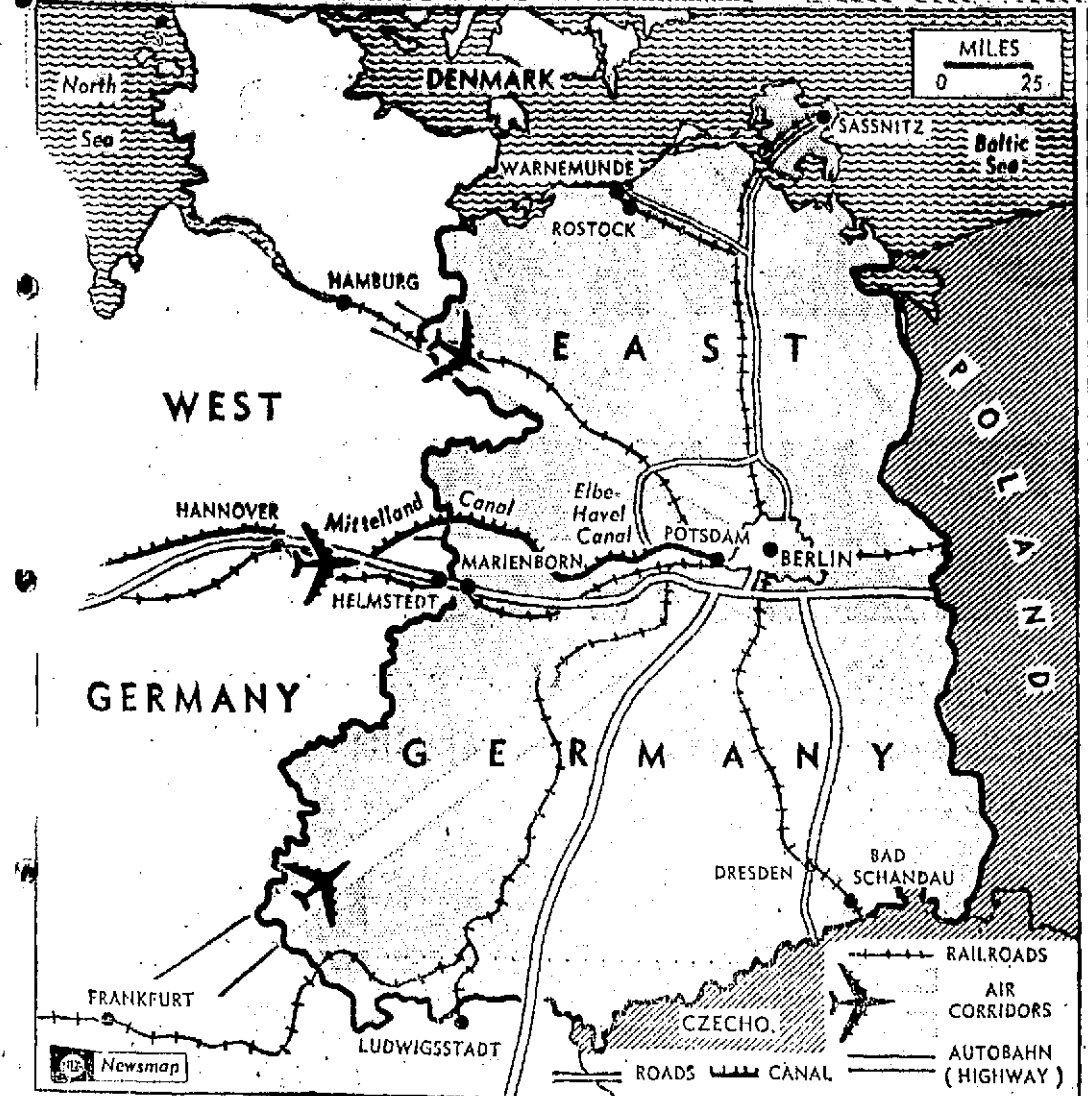 MILES
0 25
North
Sea
DENMARK
SASSNITZ
Baltic
Sea
WARNEMUNDE
ROSTOCK
HAMBURG
EAST
WEST
POLAND
HANNOVER
Mittelland Canal
Elbe-
Havel
Canal
POTSDAM
BERLIN
MARIENBORN
HELMSTEDT
GERMANY
GERMANY
DRESDEN
BAD
SCHANDAU
FRANKFURT
LUDWIGSSTADT
CZECHO.
RAILROADS
AIR
CORRIDORS
AUTOBAHN
(HIGHWAY)
ROADS
CANAL
Newsmap